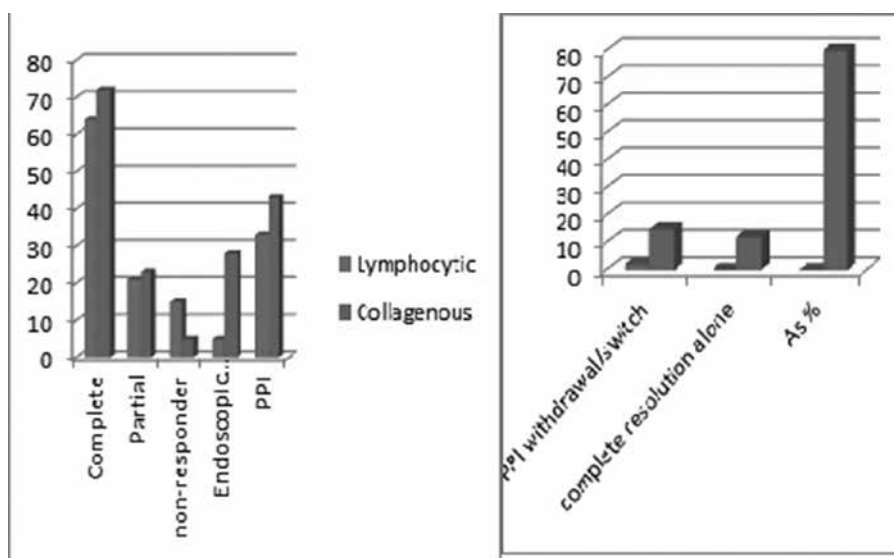 80
70
60
50
40
30
20
10
0
Complete
Partial
non-responder
Endoscopic...
PPI
Lymphocytic
Collagenous
80
70
60
50
40
30
20
10
0
PPI withdrawal/switch
complete resolution alone
As %